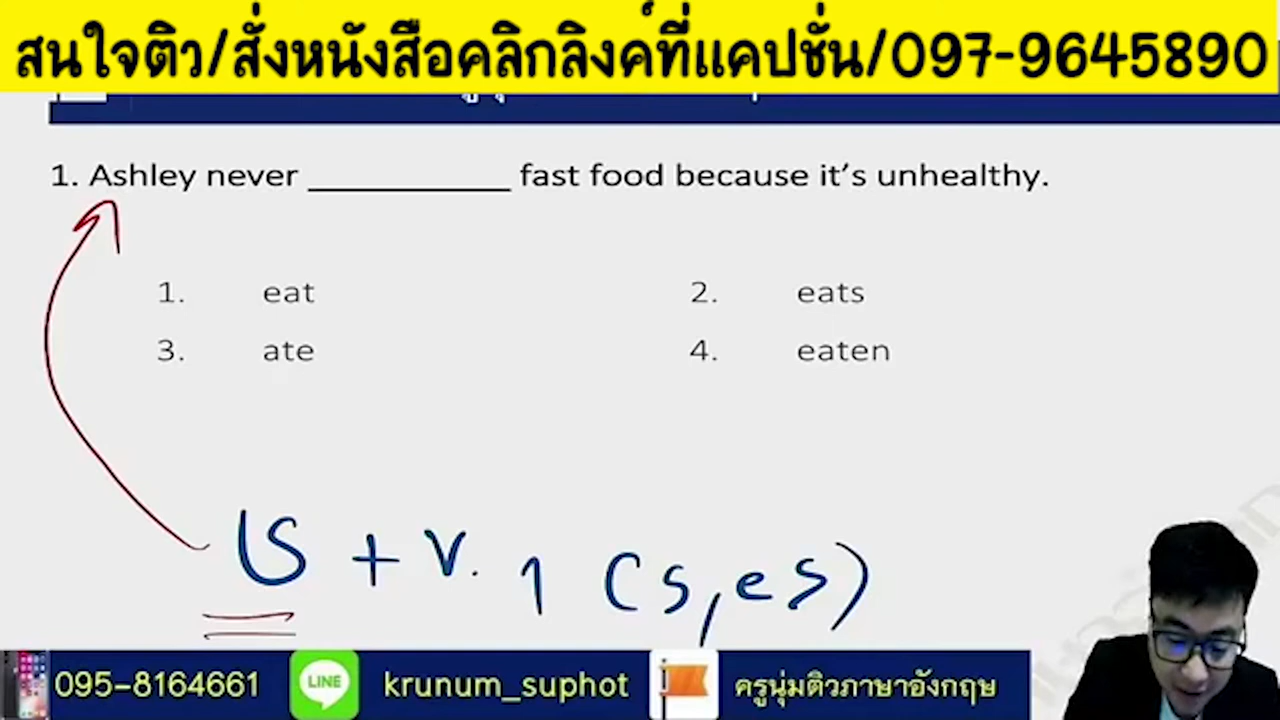 สนใจติว/สั่งหนังสือคลิกลิงค์ที่แคปชั่น/097-9645890
1. Ashley never __________ fast food because it's unhealthy.
1. eat 2. eats
3. ate 4. eaten
S + V. 1 (s, es)
095-8164661 LINE krunum_suphot ครูนุ่มติวภาษาอังกฤษ